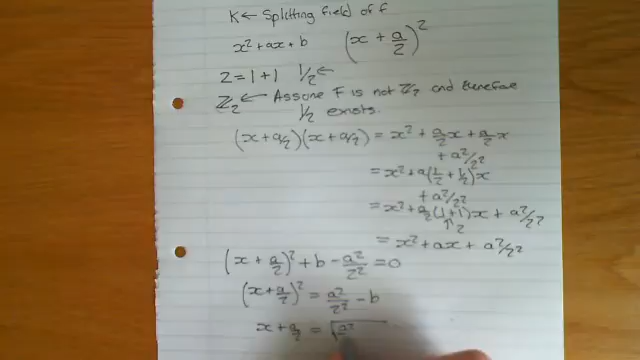 K ← Splitting field of f
x² + ax + b (x + a/2)²
2 = 1 + 1 1/2 ←
ℤ₂ ← Assume F is not ℤ₂ and therefore
1/2 exists.
(x + a/2)(x + a/2) = x² + a/2 x + a/2 x
+ a²/2²
= x² + a(1/2 + 1/2)x
+ a²/2²
= x² + a/2 (1+1)x + a²/2²
↑ 2
= x² + ax + a²/2²
(x + a/2)² + b − a²/2² = 0
(x + a/2)² = a²/2² − b
x + a/2 = √a²